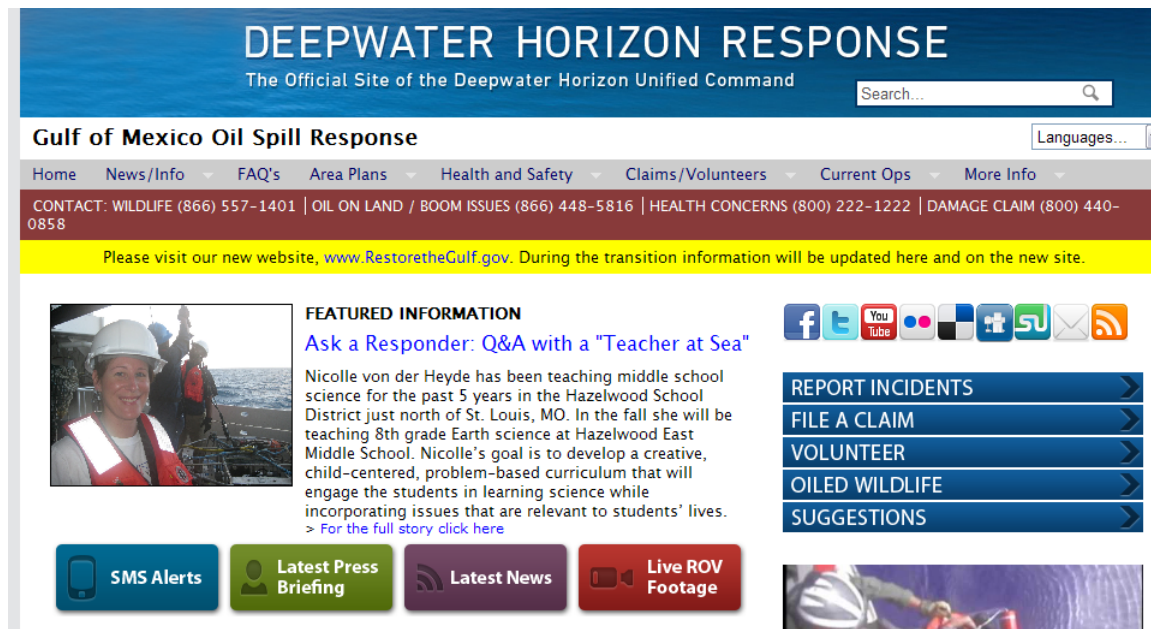 DEEPWATER HORIZON RESPONSE
The Official Site of the Deepwater Horizon Unified Command
Search...
Gulf of Mexico Oil Spill Response
Languages...
Home News/Info FAQ's Area Plans Health and Safety Claims/Volunteers Current Ops More Info
CONTACT: WILDLIFE (866) 557-1401 | OIL ON LAND / BOOM ISSUES (866) 448-5816 | HEALTH CONCERNS (800) 222-1222 | DAMAGE CLAIM (800) 440-
0858
Please visit our new website, www.RestoretheGulf.gov. During the transition information will be updated here and on the new site.
FEATURED INFORMATION
Ask a Responder: Q&A with a "Teacher at Sea"
Nicolle von der Heyde has been teaching middle school
science for the past 5 years in the Hazelwood School
District just north of St. Louis, MO. In the fall she will be
teaching 8th grade Earth science at Hazelwood East
Middle School. Nicolle’s goal is to develop a creative,
child-centered, problem-based curriculum that will
engage the students in learning science while
incorporating issues that are relevant to students’ lives.
> For the full story click here
f t You
Tube SU
REPORT INCIDENTS
FILE A CLAIM
VOLUNTEER
OILED WILDLIFE
SUGGESTIONS
SMS Alerts
Latest Press
Briefing
Latest News
Live ROV
Footage